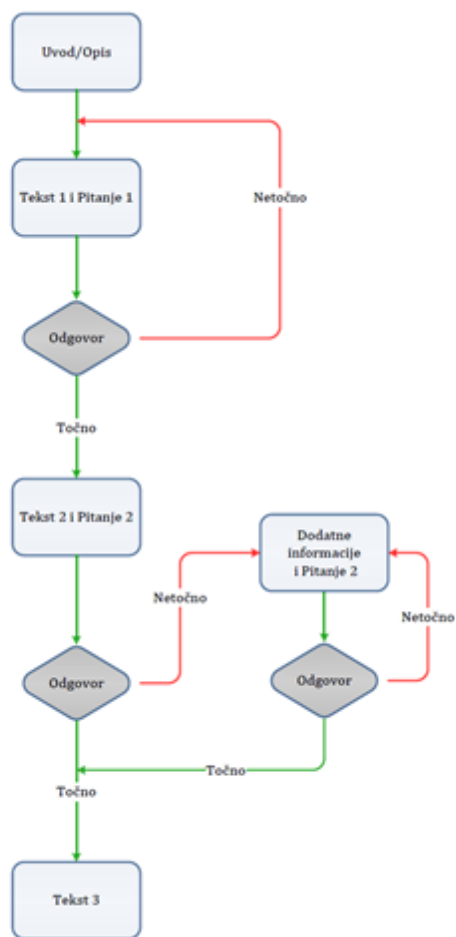 Uvod/Opis
Tekst 1 i Pitanje 1
Netočno
Odgovor
Točno
Tekst 2 i Pitanje 2
Dodatne
informacije
i Pitanje 2
Netočno
Netočno
Odgovor
Odgovor
Točno
Točno
Tekst 3